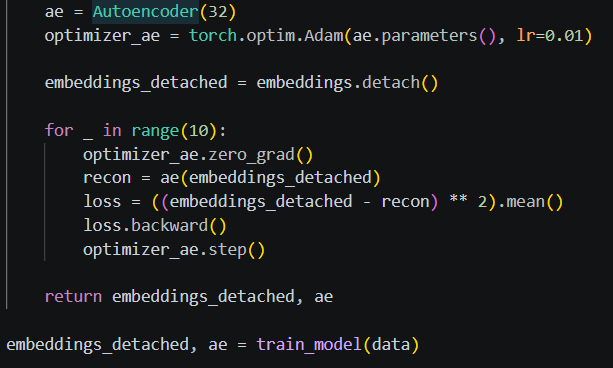 ae = Autoencoder(32)
optimizer_ae = torch.optim.Adam(ae.parameters(), lr=0.01)
embeddings_detached = embeddings.detach()
for _ in range(10):
optimizer_ae.zero_grad()
recon = ae(embeddings_detached)
loss = ((embeddings_detached - recon) ** 2).mean()
loss.backward()
optimizer_ae.step()
return embeddings_detached, ae
embeddings_detached, ae = train_model(data)